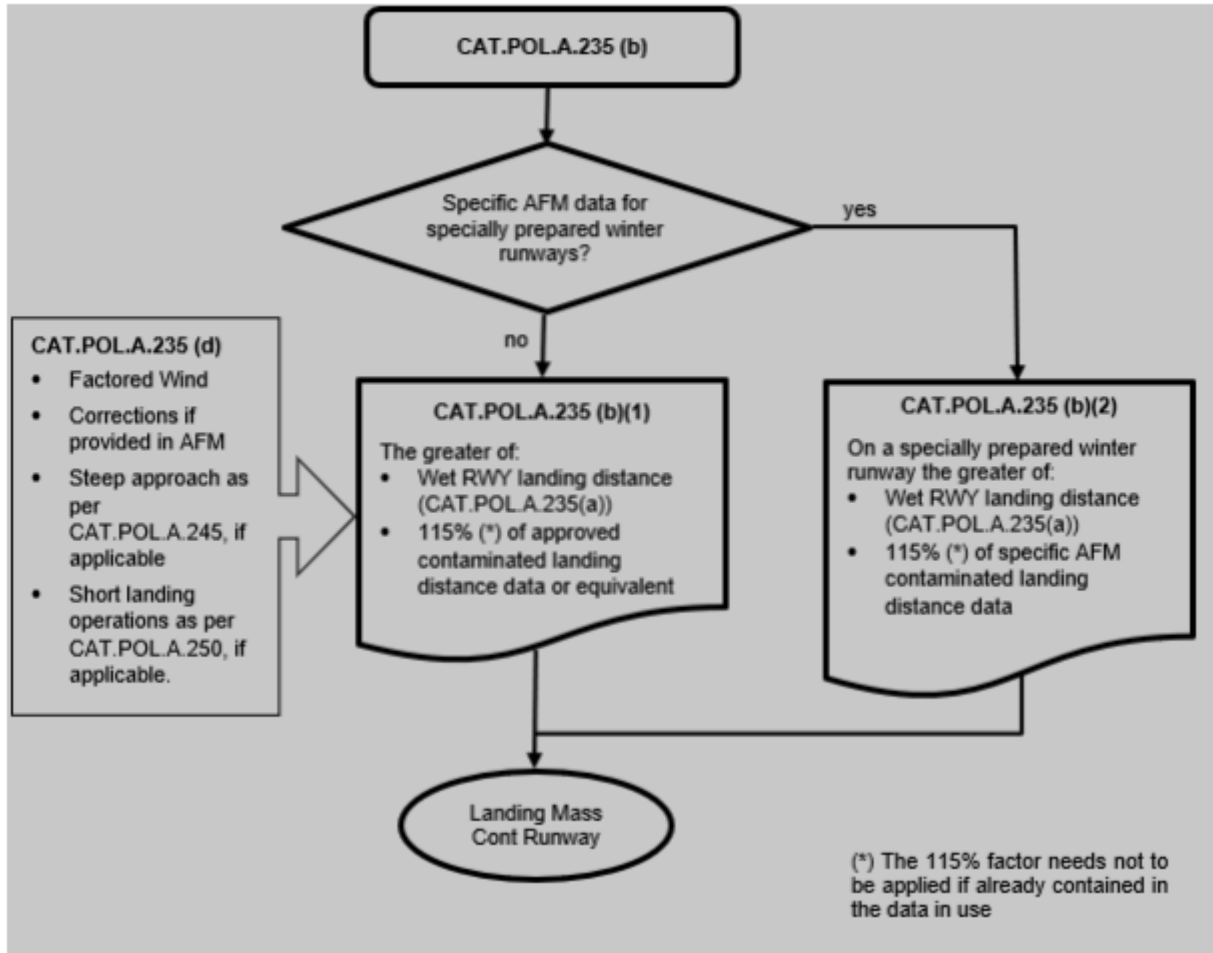 CAT.POL.A.235 (b)
Specific AFM data for
specially prepared winter
runways?
yes
no
CAT.POL.A.235 (d)
• Factored Wind
• Corrections if
provided in AFM
• Steep approach as
per
CAT.POL.A.245, if
applicable
• Short landing
operations as per
CAT.POL.A.250, if
applicable.
CAT.POL.A.235 (b)(1)
The greater of:
• Wet RWY landing distance
(CAT.POL.A.235(a))
• 115% (*) of approved
contaminated landing
distance data or equivalent
CAT.POL.A.235 (b)(2)
On a specially prepared winter
runway the greater of:
• Wet RWY landing distance
(CAT.POL.A.235(a))
• 115% (*) of specific AFM
contaminated landing
distance data
Landing Mass
Cont Runway
(*) The 115% factor needs not to
be applied if already contained in
the data in use